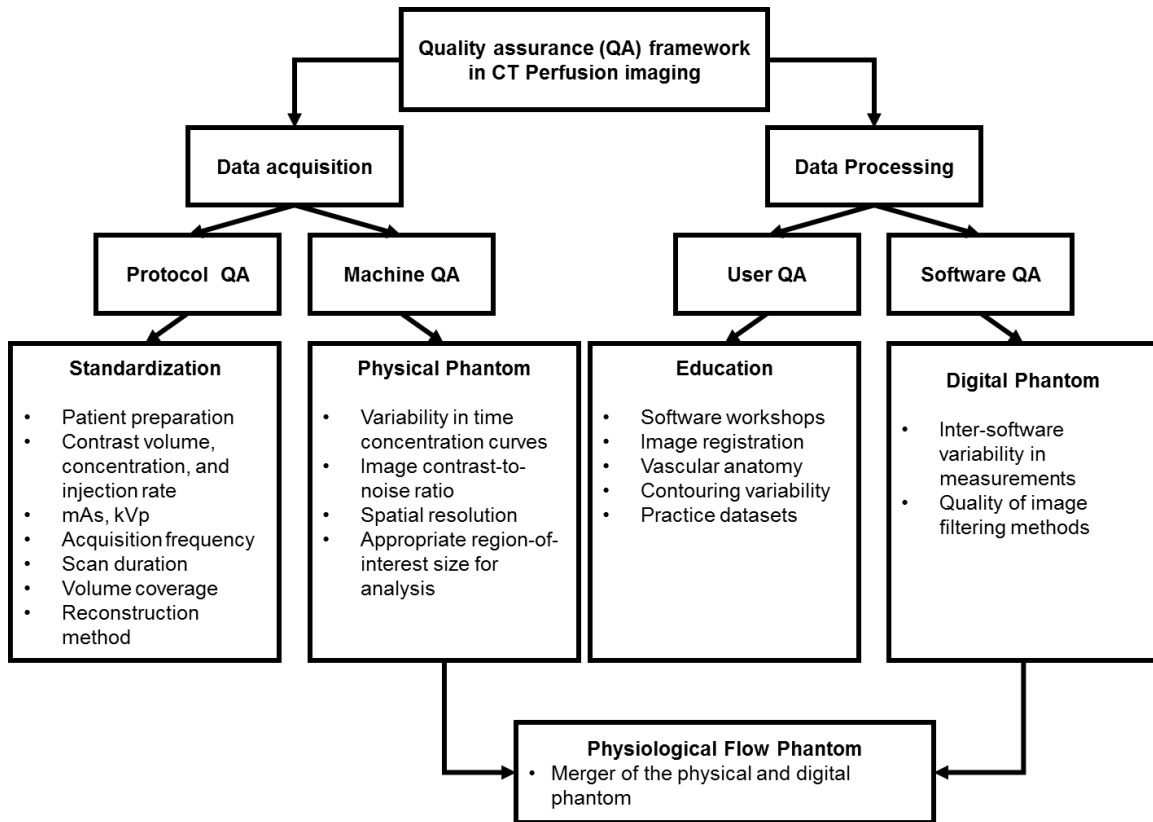 Quality assurance (QA) framework
in CT Perfusion imaging
Data acquisition
Data Processing
Protocol QA
Machine QA
User QA
Software QA
Standardization
• Patient preparation
• Contrast volume,
concentration, and
injection rate
• mAs, kVp
• Acquisition frequency
• Scan duration
• Volume coverage
• Reconstruction
method
Physical Phantom
• Variability in time
concentration curves
• Image contrast-to-
noise ratio
• Spatial resolution
• Appropriate region-of-
interest size for
analysis
Education
• Software workshops
• Image registration
• Vascular anatomy
• Contouring variability
• Practice datasets
Digital Phantom
• Inter-software
variability in
measurements
• Quality of image
filtering methods
Physiological Flow Phantom
• Merger of the physical and digital
phantom